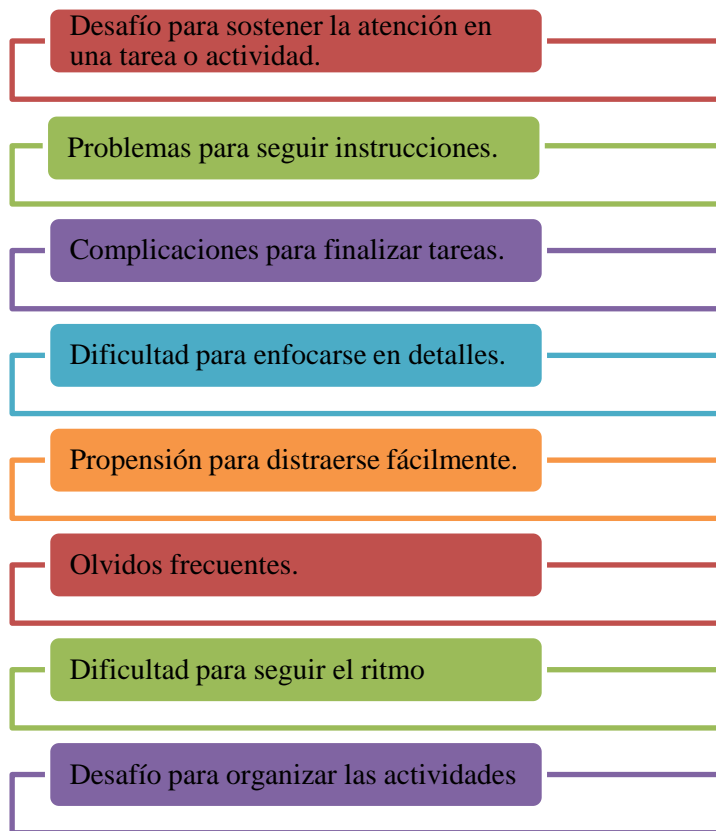 Desafío para sostener la atención en
una tarea o actividad.
Problemas para seguir instrucciones.
Complicaciones para finalizar tareas.
Dificultad para enfocarse en detalles.
Propensión para distraerse fácilmente.
Olvidos frecuentes.
Dificultad para seguir el ritmo
Desafío para organizar las actividades